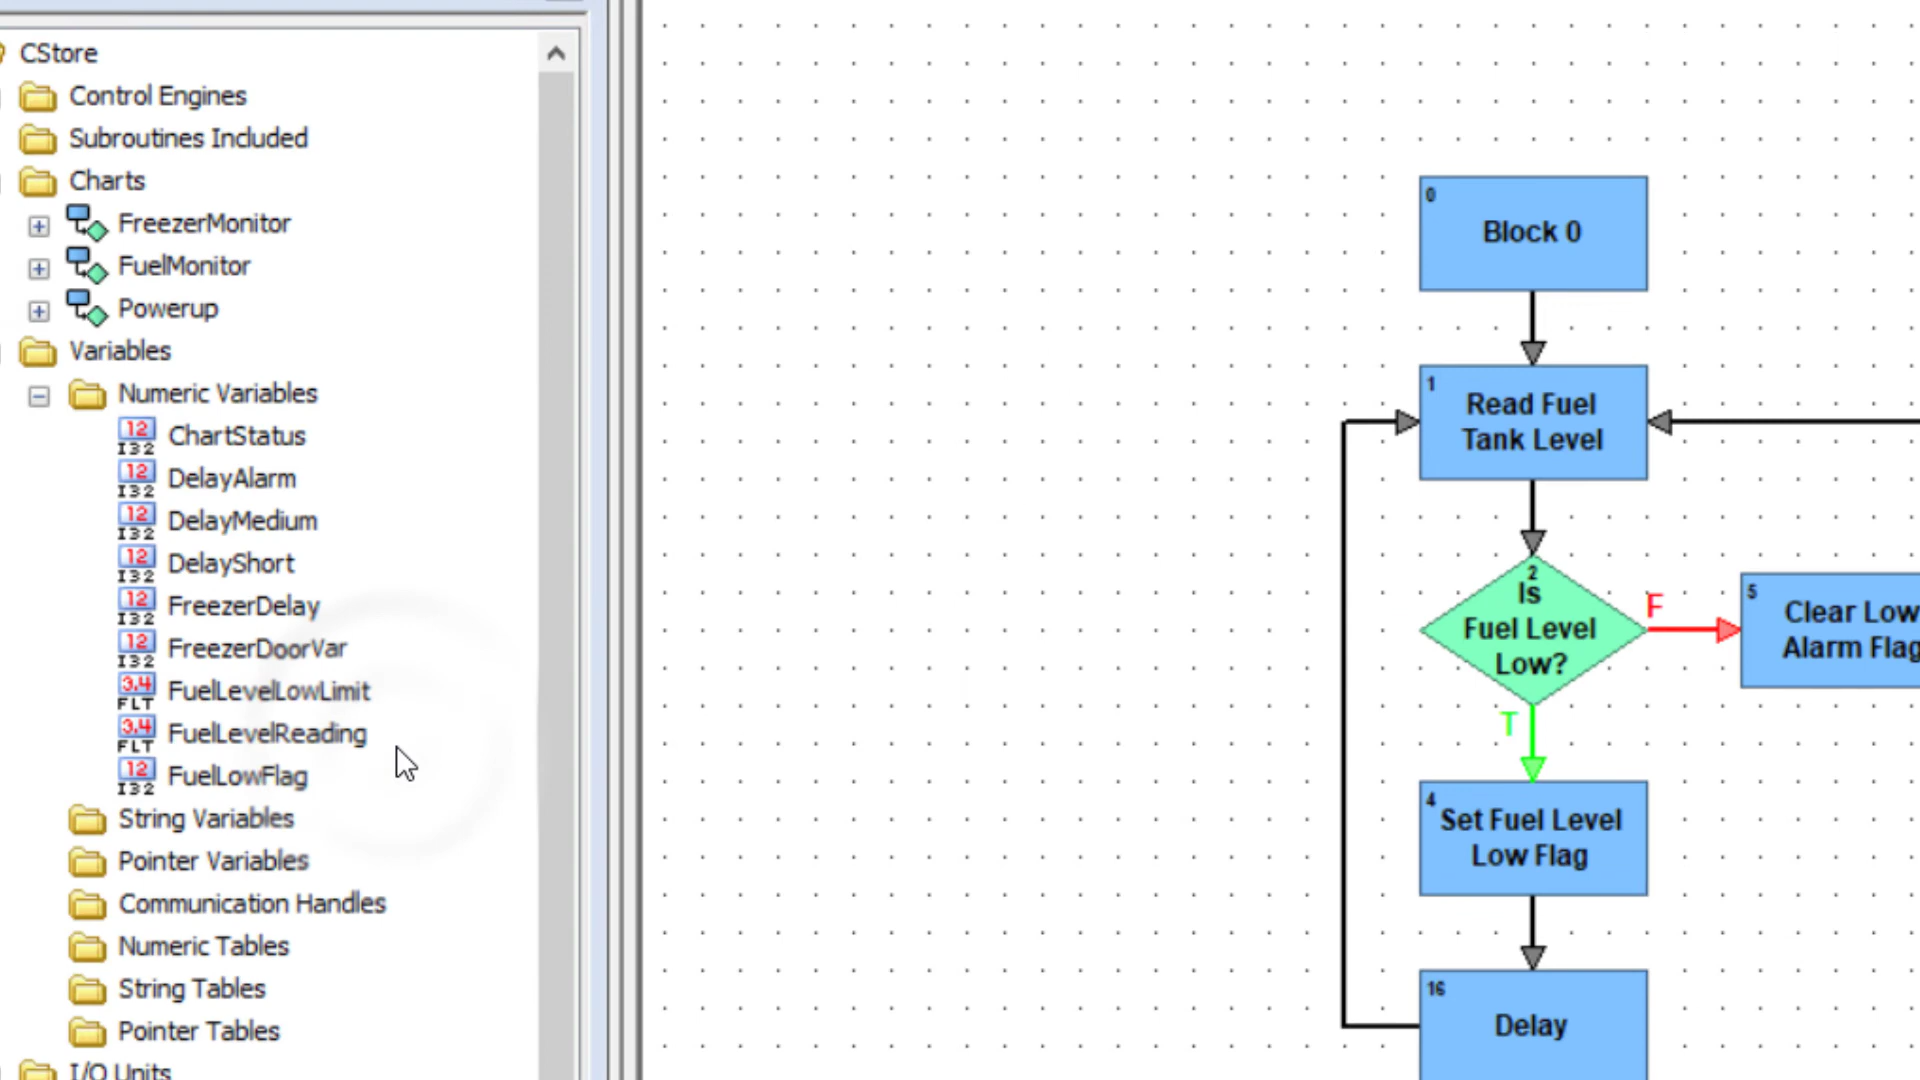 CStore
Control Engines
Subroutines Included
Charts
FreezerMonitor
FuelMonitor
Powerup
Variables
Numeric Variables
12 I32 ChartStatus
12 I32 DelayAlarm
12 I32 DelayMedium
12 I32 DelayShort
12 I32 FreezerDelay
12 I32 FreezerDoorVar
3.4 FLT FuelLevelLowLimit
3.4 FLT FuelLevelReading
12 I32 FuelLowFlag
String Variables
Pointer Variables
Communication Handles
Numeric Tables
String Tables
Pointer Tables
I/O Units
0
Block 0
1
Read Fuel
Tank Level
2
Is
Fuel Level
Low?
F
T
5
Clear Low
Alarm Flag
4
Set Fuel Level
Low Flag
16
Delay